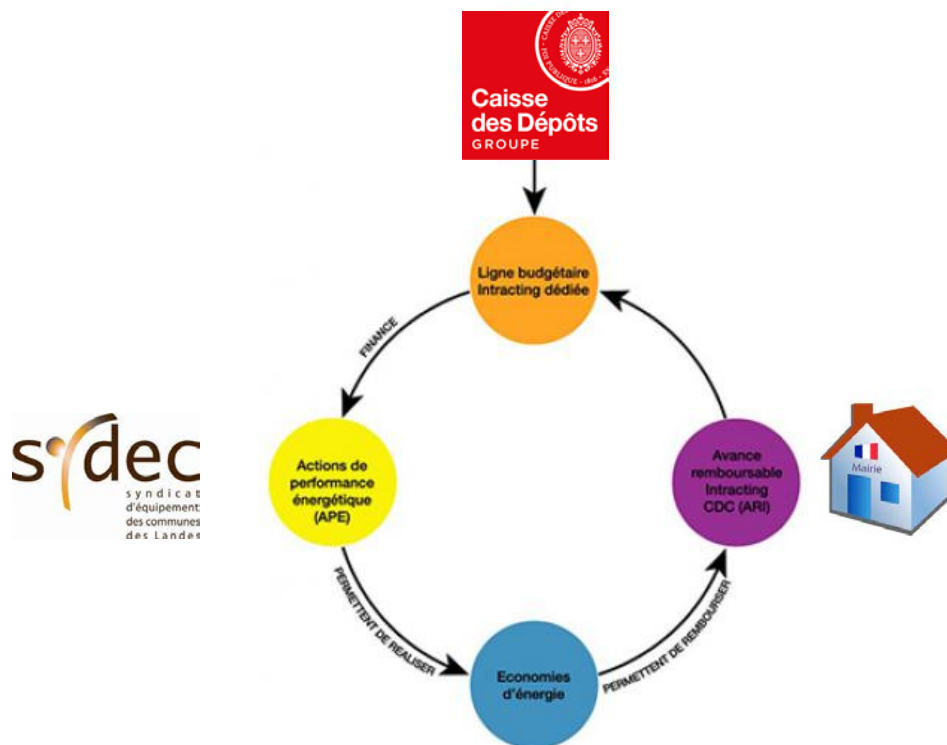 Caisse
des Dépôts
GROUPE
Ligne budgétaire
Intracting dédiée
FINANCE
sydec
syndicat
d'équipement
des communes
des Landes
Actions de
performance
énergétique
(APE)
Avance
remboursable
Intracting
CDC (ARI)
Mairie
PERMETTENT DE REALISER
PERMETTENT DE REMBOURSER
Economies
d'énergie